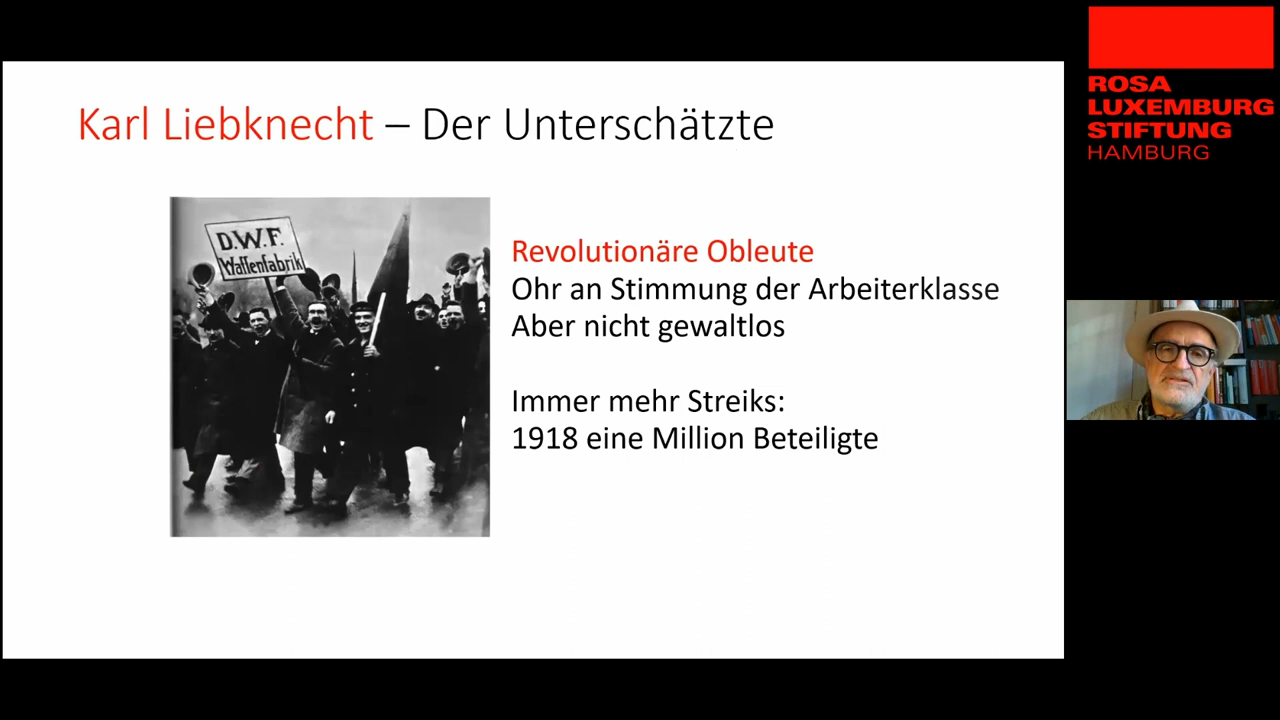 Karl Liebknecht – Der Unterschätzte
D.W.F.
Waffenfabrik
Revolutionäre Obleute
Ohr an Stimmung der Arbeiterklasse
Aber nicht gewaltlos
Immer mehr Streiks:
1918 eine Million Beteiligte
ROSA
LUXEMBURG
STIFTUNG
HAMBURG